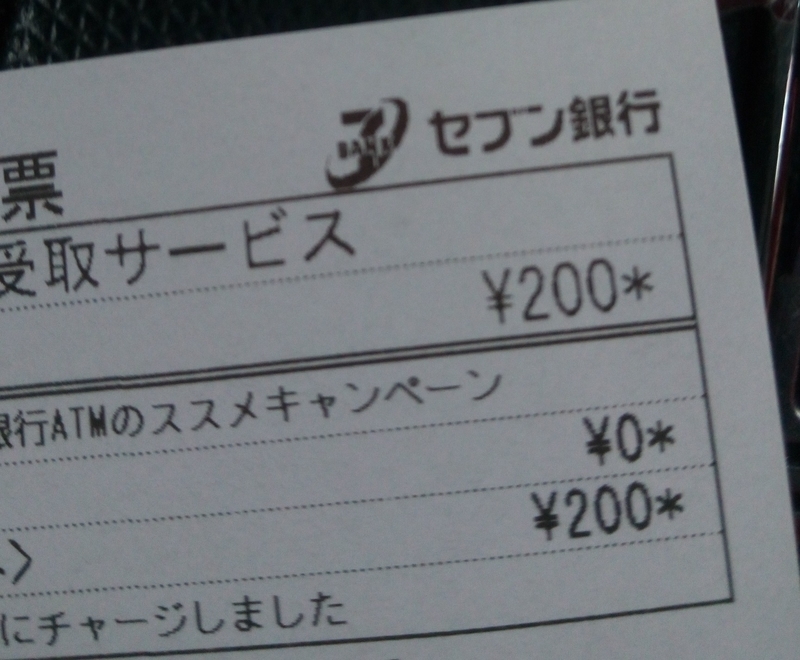 セブン銀行
票
受取サービス
¥200*
銀行ATMのススメキャンペーン
¥0*
¥200*
にチャージしました